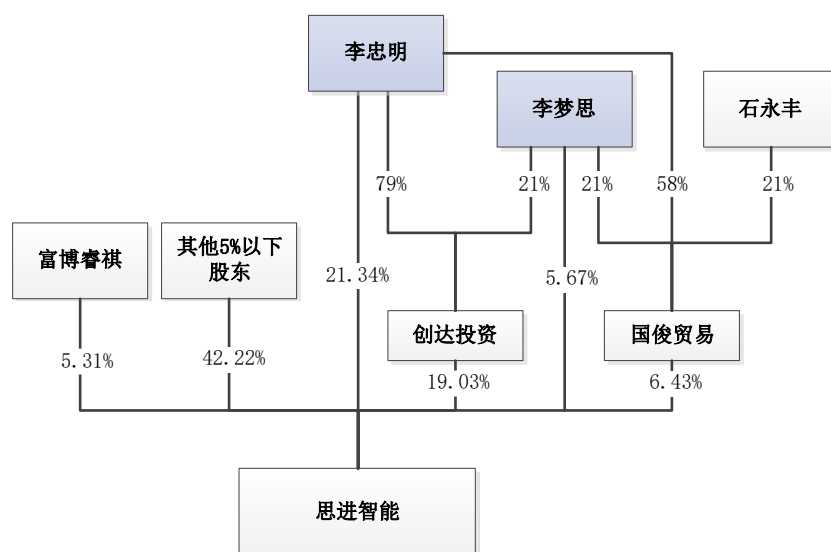 李忠明
李梦思
石永丰
79%
21%
21%
58%
21%
富博睿祺
其他5%以下
股东
21.34%
5.67%
创达投资
国俊贸易
5.31%
42.22%
19.03%
6.43%
思进智能